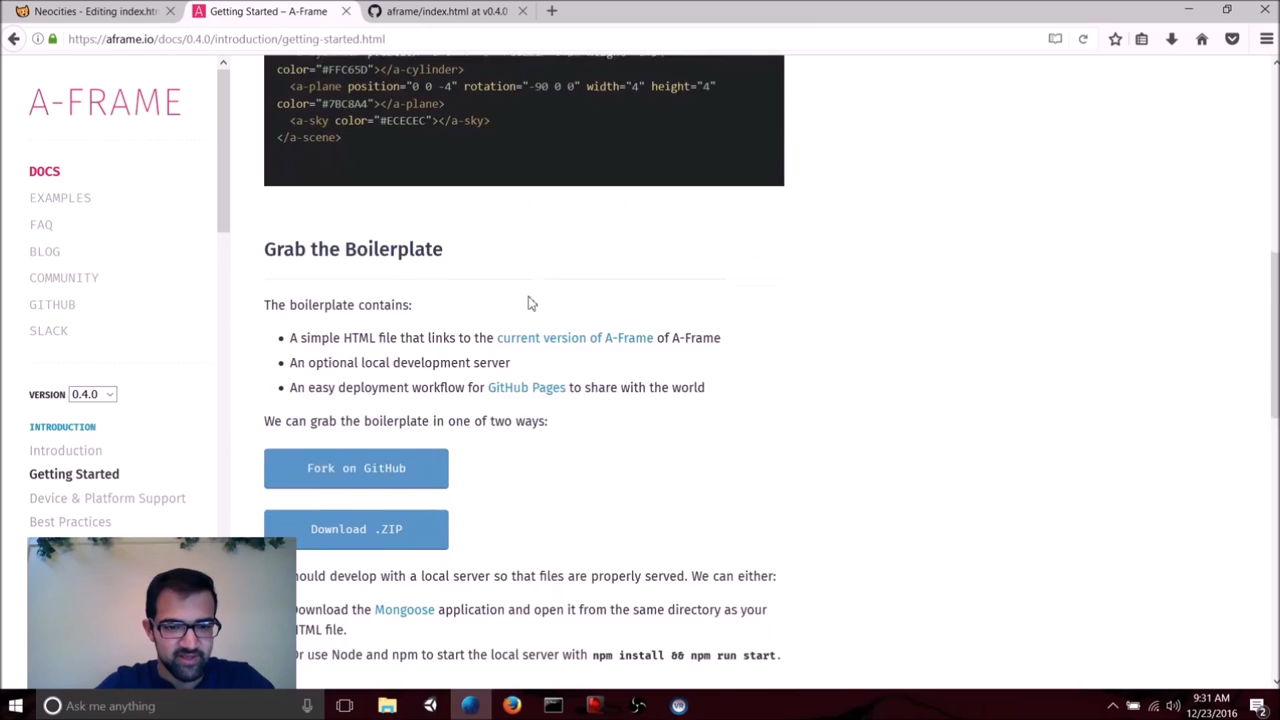 Neocities - Editing index.htm
Getting Started – A-Frame
aframe/index.html at v0.4.0
https://aframe.io/docs/0.4.0/introduction/getting-started.html
A-FRAME
DOCS
EXAMPLES
FAQ
BLOG
COMMUNITY
GITHUB
SLACK
VERSION 0.4.0
INTRODUCTION
Introduction
Getting Started
Device & Platform Support
Best Practices
color="#FFC65D"></a-cylinder>
<a-plane position="0 0 -4" rotation="-90 0 0" width="4" height="4"
color="#7BC8A4"></a-plane>
<a-sky color="#ECECEC"></a-sky>
</a-scene>
Grab the Boilerplate
The boilerplate contains:
• A simple HTML file that links to the current version of A-Frame of A-Frame
• An optional local development server
• An easy deployment workflow for GitHub Pages to share with the world
We can grab the boilerplate in one of two ways:
Fork on GitHub
Download .ZIP
hould develop with a local server so that files are properly served. We can either:
ownload the Mongoose application and open it from the same directory as your
TML file.
r use Node and npm to start the local server with npm install && npm run start.
Ask me anything
9:31 AM
12/23/2016